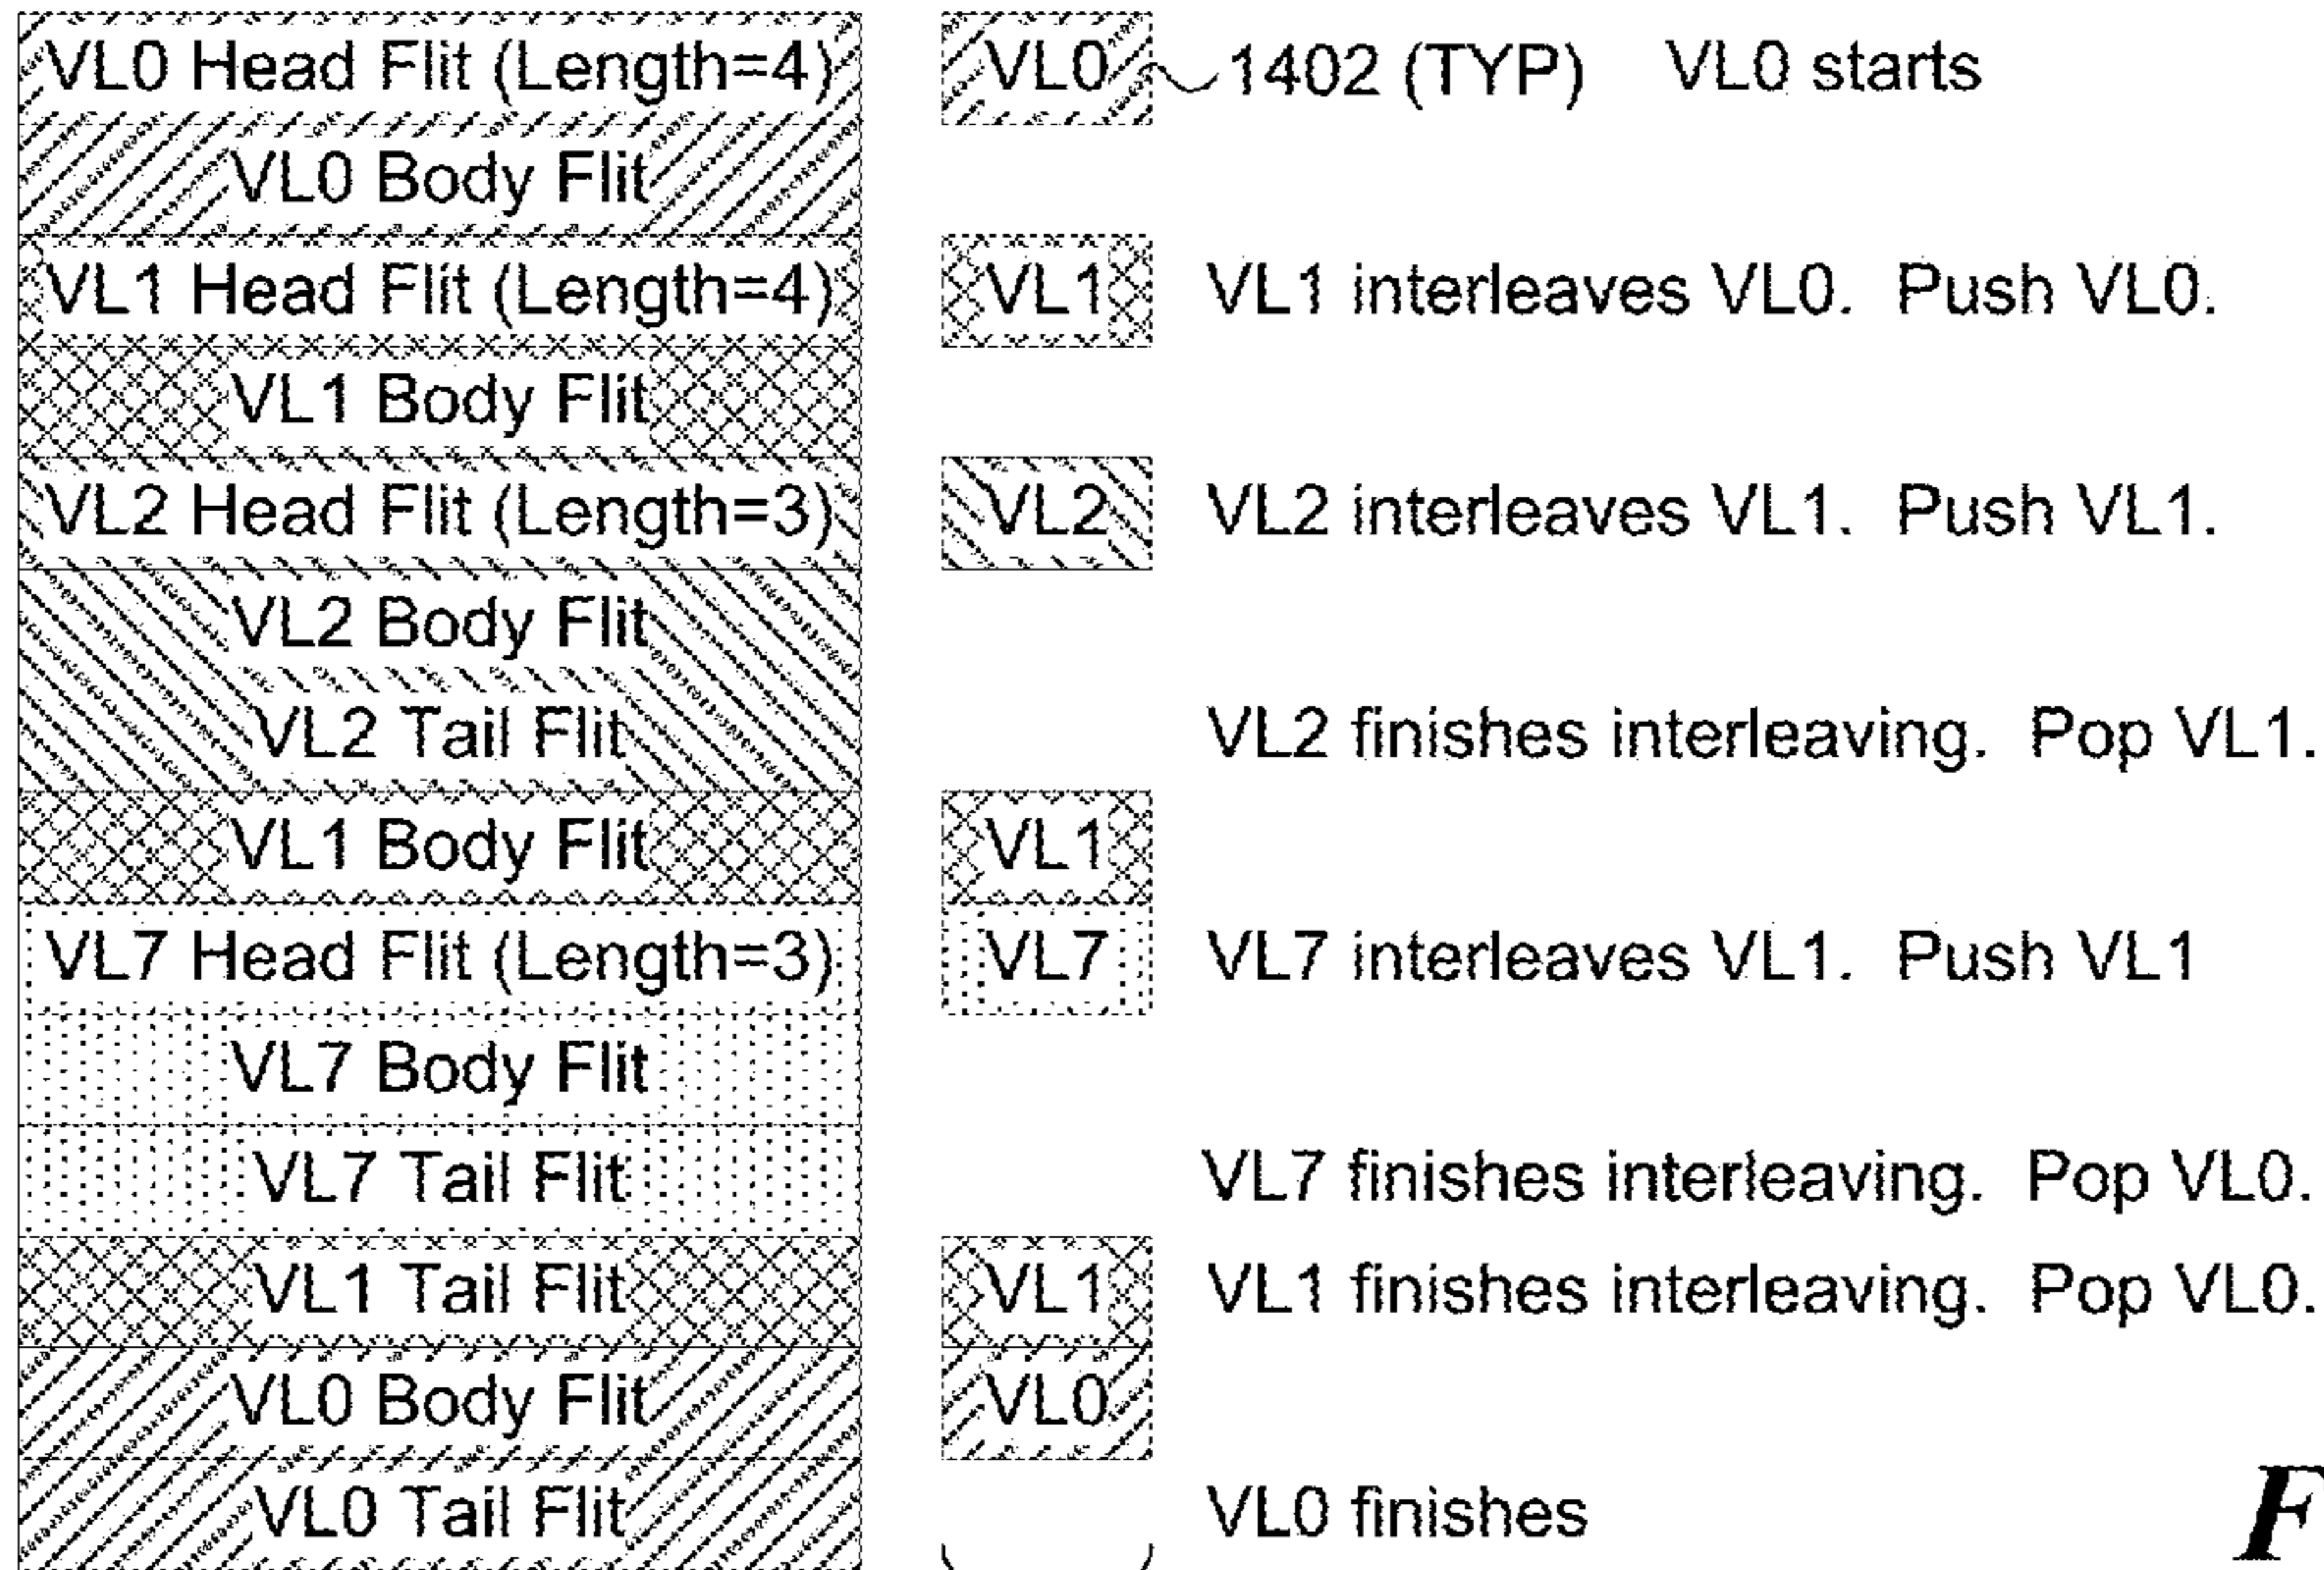 VL0 Head Flit (Length=4) VL0 1402 (TYP) VL0 starts
VL0 Body Flit
VL1 Head Flit (Length=4) VL1 VL1 interleaves VL0. Push VL0.
VL1 Body Flit
VL2 Head Flit (Length=3) VL2 VL2 interleaves VL1. Push VL1.
VL2 Body Flit
VL2 Tail Flit VL2 finishes interleaving. Pop VL1.
VL1 Body Flit VL1
VL7 Head Flit (Length=3) VL7 VL7 interleaves VL1. Push VL1
VL7 Body Flit
VL7 Tail Flit VL7 finishes interleaving. Pop VL0.
VL1 Tail Flit VL1 VL1 finishes interleaving. Pop VL0.
VL0 Body Flit VL0
VL0 Tail Flit VL0 finishes
F